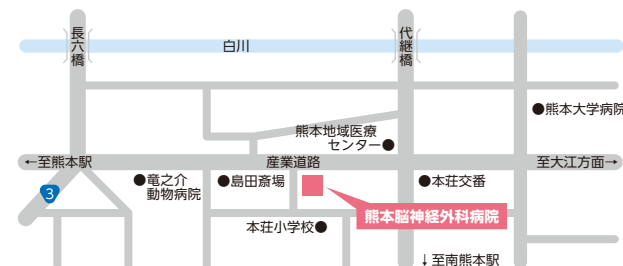 長六橋
白川
代継橋
熊本大学病院
熊本地域医療
センター
←至熊本駅
産業道路
至大江方面→
3
竜之介
動物病院
島田斎場
本荘交番
熊本脳神経外科病院
本荘小学校
↓至南熊本駅